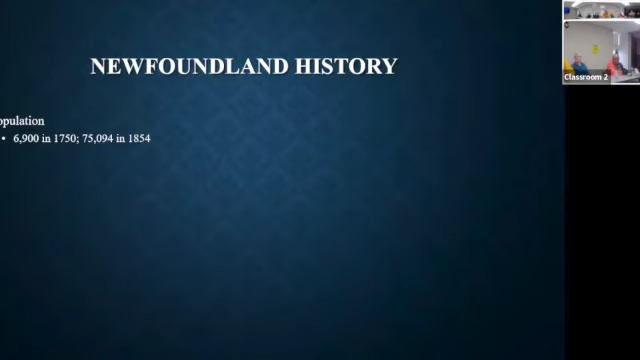 NEWFOUNDLAND HISTORY
opulation
• 6,900 in 1750; 75,094 in 1854
Classroom 2